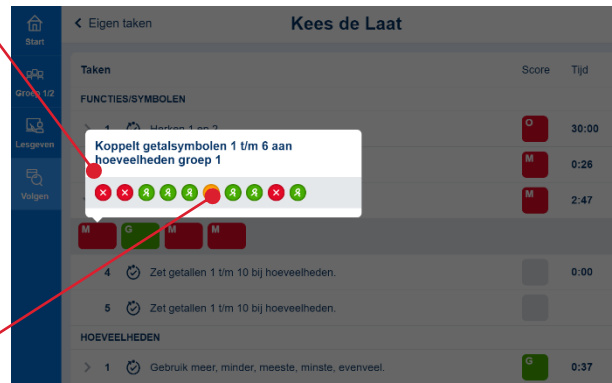 Start
Groep 1/2
Lesgeven
Volgen
Eigen taken
Kees de Laat
Taken Score Tijd
FUNCTIES/SYMBOLEN
1 Herken 1 en 2 O 30:00
Koppelt getalsymbolen 1 t/m 6 aan
hoeveelheden groep 1
M 0:26
M 2:47
M G M M
4 Zet getallen 1 t/m 10 bij hoeveelheden. 0:00
5 Zet getallen 1 t/m 10 bij hoeveelheden.
HOEVEELHEDEN
1 Gebruik meer, minder, meeste, minste, evenveel. G 0:37